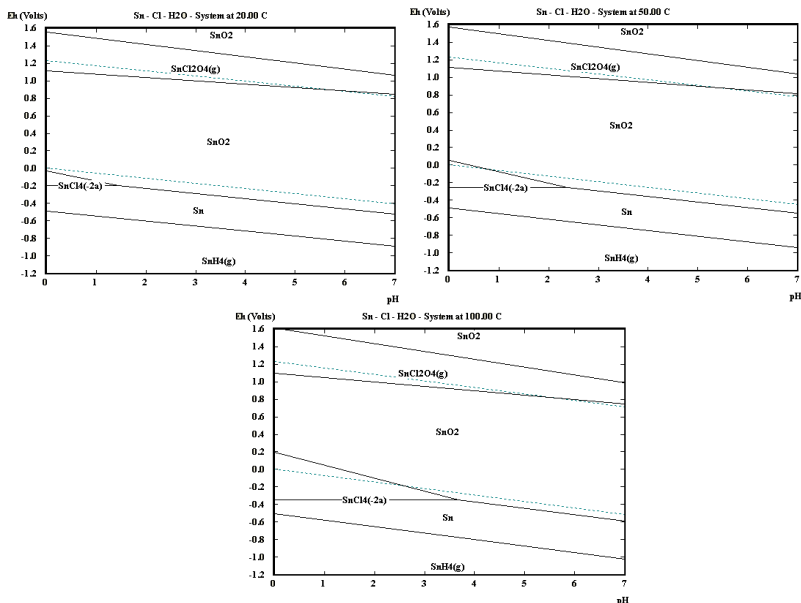 Eh (Volts) Sn - Cl - H2O - System at 20.00 C
1.6
1.4
1.2
1.0
0.8
0.6
0.4
0.2
0.0
-0.2
-0.4
-0.6
-0.8
-1.0
-1.2
SnO2
SnCl2O4(g)
SnO2
SnCl4(-2a)
Sn
SnH4(g)
0 1 2 3 4 5 6 7
pH
Eh (Volts) Sn - Cl - H2O - System at 50.00 C
1.6
1.4
1.2
1.0
0.8
0.6
0.4
0.2
0.0
-0.2
-0.4
-0.6
-0.8
-1.0
-1.2
SnO2
SnCl2O4(g)
SnO2
SnCl4(-2a)
Sn
SnH4(g)
0 1 2 3 4 5 6 7
pH
Eh (Volts) Sn - Cl - H2O - System at 100.00 C
1.6
1.4
1.2
1.0
0.8
0.6
0.4
0.2
0.0
-0.2
-0.4
-0.6
-0.8
-1.0
-1.2
SnO2
SnCl2O4(g)
SnO2
SnCl4(-2a)
Sn
SnH4(g)
0 1 2 3 4 5 6 7
pH